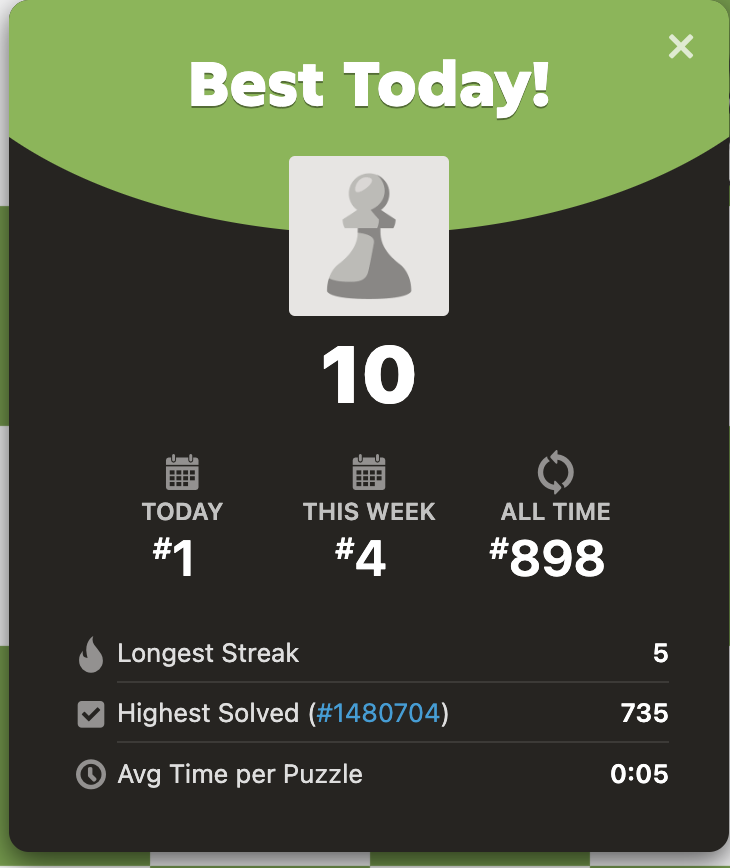 Best Today!
10
TODAY THIS WEEK ALL TIME
#1 #4 #898
Longest Streak 5
Highest Solved (#1480704) 735
Avg Time per Puzzle 0:05